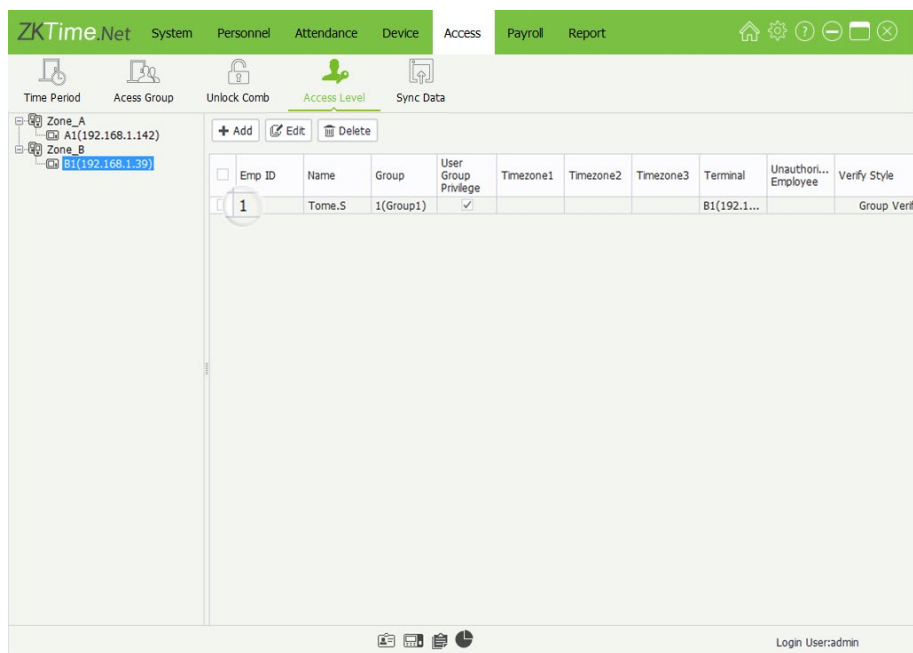 ZKTime.Net System Personnel Attendance Device Access Payroll Report
Time Period Acess Group Unlock Comb Access Level Sync Data
Zone_A
A1(192.168.1.142)
Zone_B
B1(192.168.1.39)
Add Edit Delete
Emp ID Name Group User Group Privilege Timezone1 Timezone2 Timezone3 Terminal Unauthori... Employee Verify Style
1 Tome.S 1(Group1) B1(192.1... Group Verif
Login User:admin